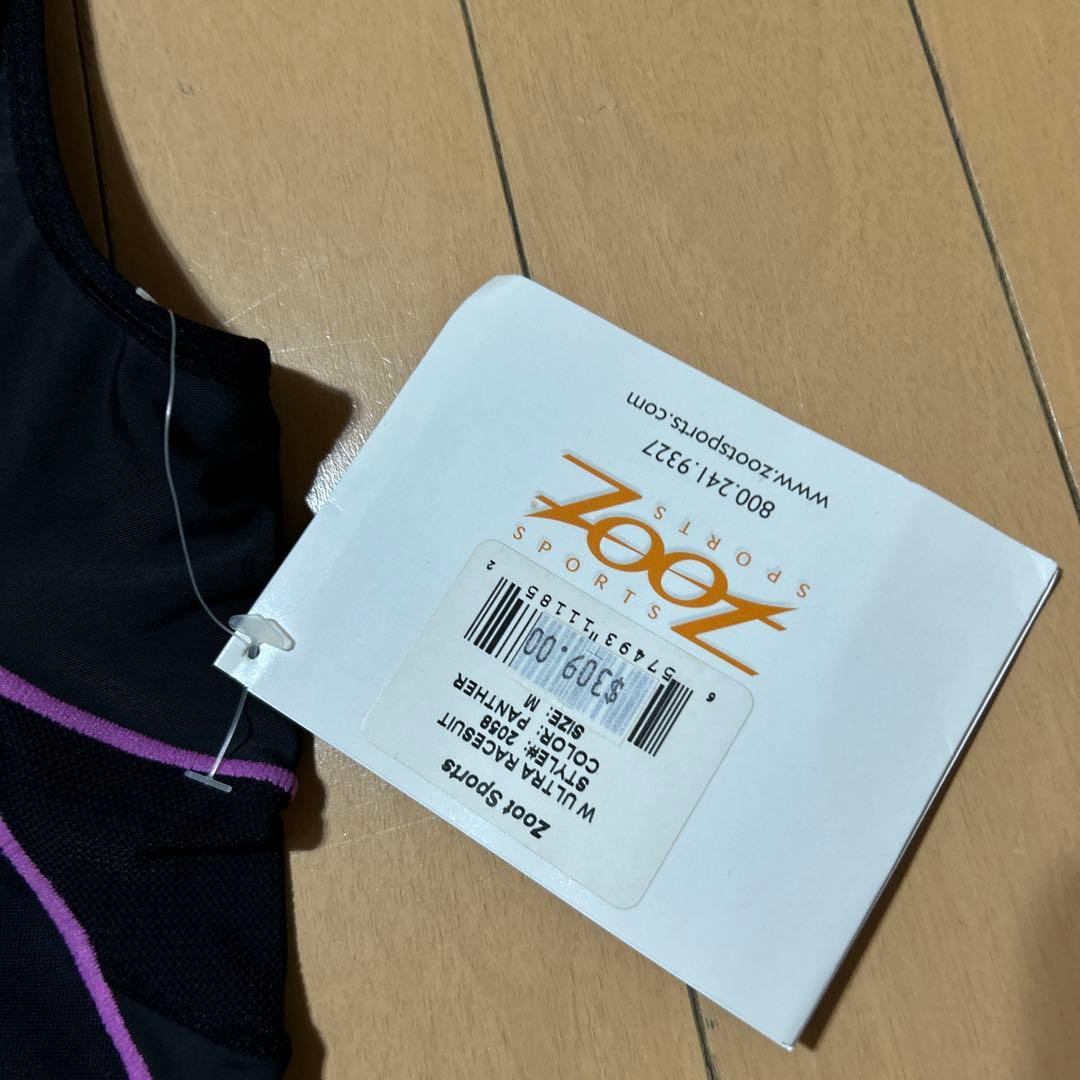 Zoot Sports
W ULTRA RACESUIT
STYLE#: 2058
COLOR: PANTHER
SIZE: M
$309.00
6 57493 11185 2
SPORTS
zoot®
SPORTS
800.241.9327
www.zootsports.com